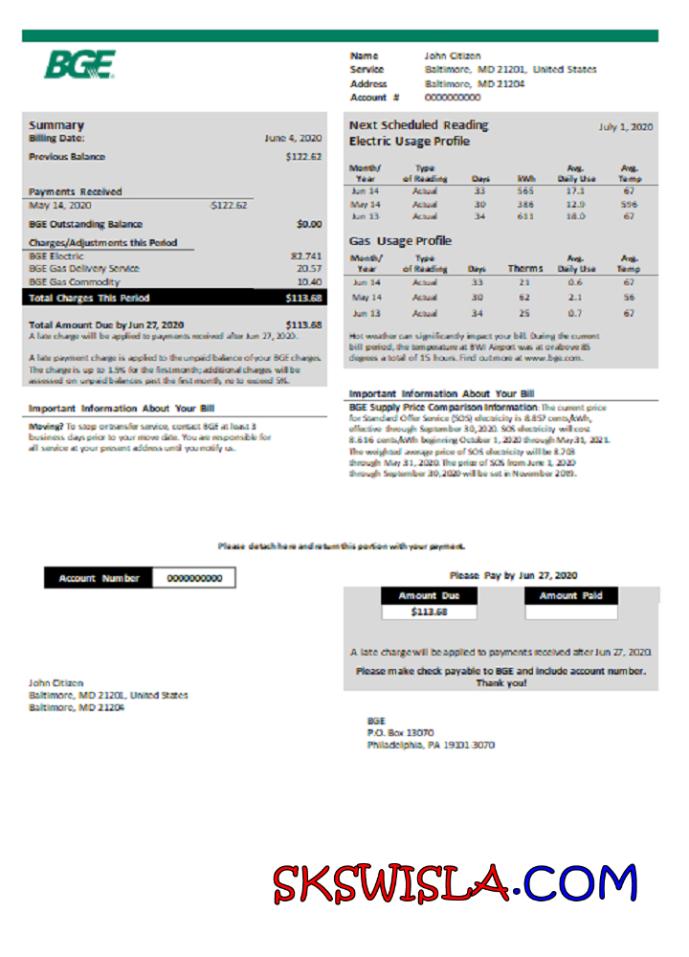 BGE
Name John Citizen
Service Baltimore, MD 21201, United States
Address Baltimore, MD 21204
Account # 0000000000
Summary
Billing Date: June 4, 2020
Previous Balance $122.62
Payments Received
May 14, 2020 -$122.62
BGE Outstanding Balance $0.00
Charges/Adjustments this Period
BGE Electric 82.741
BGE Gas Delivery Service 20.57
BGE Gas Commodity 10.40
Total Charges This Period $113.68
Total Amount Due by Jun 27, 2020 $113.68
A late charge will be applied to payments received after Jun 27, 2020.
A late payment charge is applied to the unpaid balance of your BGE charges.
The charge is up to 1.5% for the first month; additional charges will be
assessed on unpaid balances past the first month, no to exceed 5%.
Important Information About Your Bill
Moving? To stop or transfer service, contact BGE at least 3
business days prior to your move date. You are responsible for
all service at your present address until you notify us.
Next Scheduled Reading July 1, 2020
Electric Usage Profile
Month/ Type Avg. Avg.
Year of Reading Days kWh Daily Use Temp
Jun 14 Actual 33 565 17.1 67
May 14 Actual 30 386 12.9 596
Jun 13 Actual 34 611 18.0 67
Gas Usage Profile
Month/ Type Avg. Avg.
Year of Reading Days Therms Daily Use Temp
Jun 14 Actual 33 21 0.6 67
May 14 Actual 30 62 2.1 56
Jun 13 Actual 34 25 0.7 67
Hot weather can significantly impact your bill. During the current
bill period, the temperature at BWI Airport was at or above 85
degrees a total of 15 hours. Find out more at www.bge.com.
Important Information About Your Bill
BGE Supply Price Comparison Information: The current price
for Standard Offer Service (SOS) electricity is 8.857 cents/kWh,
effective through September 30, 2020. SOS electricity will cost
8.616 cents/kWh beginning October 1, 2020 through May 31, 2021.
The weighted average price of SOS electricity will be 8.703
through May 31, 2020. The price of SOS from June 1, 2020
through September 30, 2020 will be set in November 2019.
Please detach here and return this portion with your payment.
Account Number 0000000000
Please Pay by Jun 27, 2020
Amount Due Amount Paid
$113.68
A late charge will be applied to payments received after Jun 27, 2020.
Please make check payable to BGE and include account number.
Thank you!
John Citizen
Baltimore, MD 21201, United States
Baltimore, MD 21204
BGE
P.O. Box 13070
Philadelphia, PA 19101-3070
SKSWISLA.COM